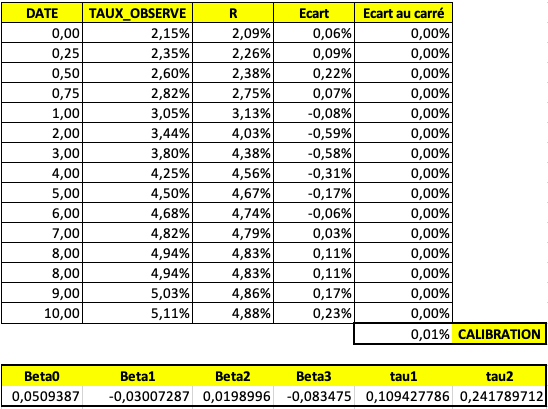 DATE TAUX_OBSERVE R Ecart Ecart au carré
0,00 2,15% 2,09% 0,06% 0,00%
0,25 2,35% 2,26% 0,09% 0,00%
0,50 2,60% 2,38% 0,22% 0,00%
0,75 2,82% 2,75% 0,07% 0,00%
1,00 3,05% 3,13% -0,08% 0,00%
2,00 3,44% 4,03% -0,59% 0,00%
3,00 3,80% 4,38% -0,58% 0,00%
4,00 4,25% 4,56% -0,31% 0,00%
5,00 4,50% 4,67% -0,17% 0,00%
6,00 4,68% 4,74% -0,06% 0,00%
7,00 4,82% 4,79% 0,03% 0,00%
8,00 4,94% 4,83% 0,11% 0,00%
8,00 4,94% 4,83% 0,11% 0,00%
9,00 5,03% 4,86% 0,17% 0,00%
10,00 5,11% 4,88% 0,23% 0,00%
0,01% CALIBRATION
Beta0 Beta1 Beta2 Beta3 tau1 tau2
0,0509387 -0,03007287 0,0198996 -0,083475 0,109427786 0,241789712